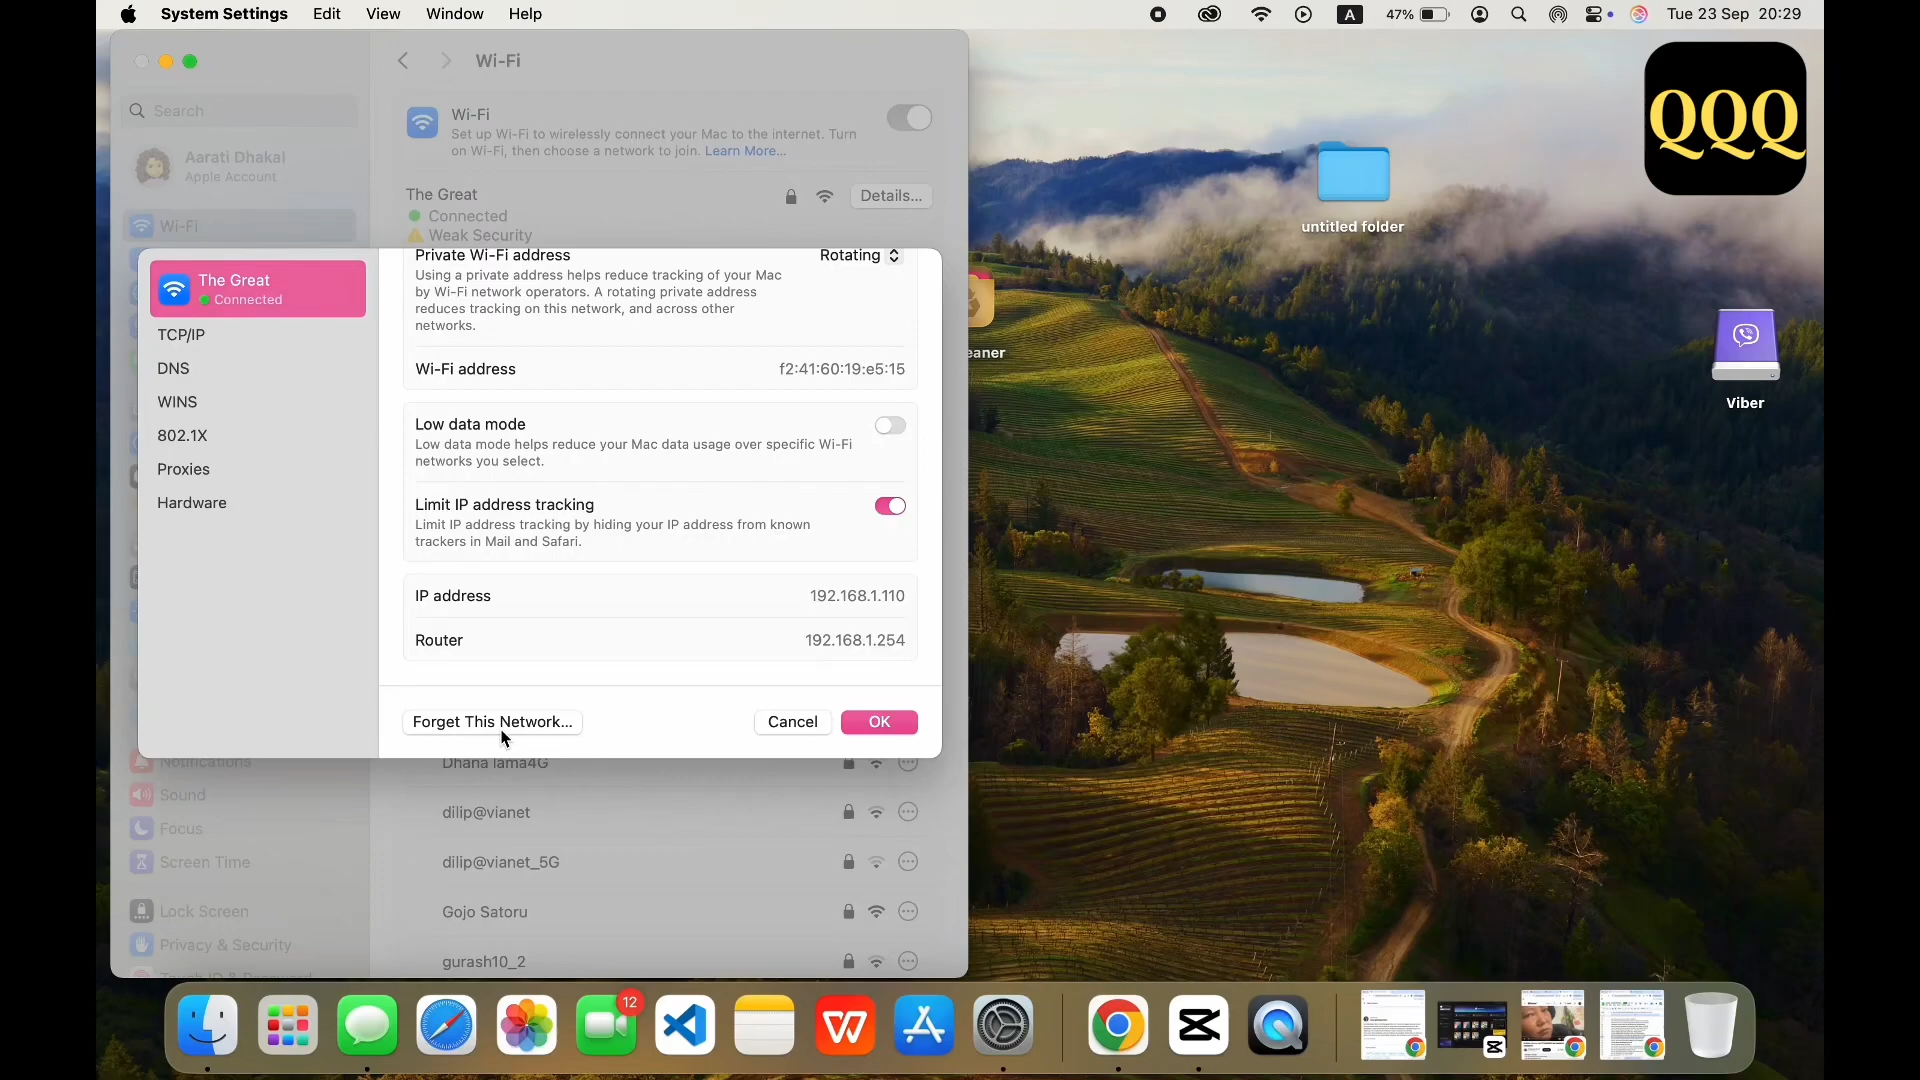 System Settings Edit View Window Help
A 47% Tue 23 Sep 20:29
QQQ
Wi-Fi
Search
Wi-Fi
Set up Wi-Fi to wirelessly connect your Mac to the internet. Turn
on Wi-Fi, then choose a network to join. Learn More...
Aarati Dhakal
Apple Account
The Great
Details...
Connected
Weak Security
Wi-Fi
untitled folder
eaner
Viber
The Great
Connected
TCP/IP
DNS
WINS
802.1X
Proxies
Hardware
Private Wi-Fi address Rotating
Using a private address helps reduce tracking of your Mac
by Wi-Fi network operators. A rotating private address
reduces tracking on this network, and across other
networks.
Wi-Fi address f2:41:60:19:e5:15
Low data mode
Low data mode helps reduce your Mac data usage over specific Wi-Fi
networks you select.
Limit IP address tracking
Limit IP address tracking by hiding your IP address from known
trackers in Mail and Safari.
IP address 192.168.1.110
Router 192.168.1.254
Forget This Network... Cancel OK
Notifications
Sound
Focus
Screen Time
Lock Screen
Privacy & Security
Touch ID & Password
Dhana lama4G
dilip@vianet
dilip@vianet_5G
Gojo Satoru
gurash10_2
12